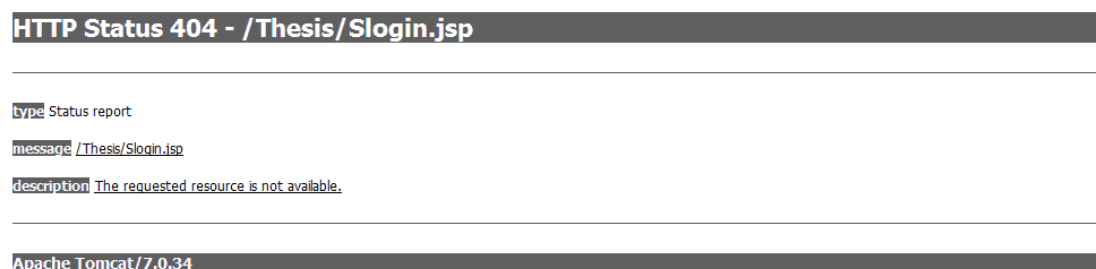 HTTP Status 404 - /Thesis/Slogin.jsp
type Status report
message /Thesis/Slogin.jsp
description The requested resource is not available.
Apache Tomcat/7.0.34